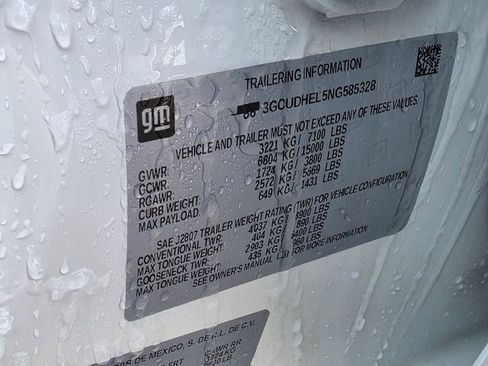 TRAILERING INFORMATION
gm
3GCUDHEL5NG585328
VEHICLE AND TRAILER MUST NOT EXCEED ANY OF THESE VALUES.
GVWR: 3221 KG / 7100 LBS
GCWR: 6804 KG / 15000 LBS
RGAWR: 1724 KG / 3800 LBS
CURB WEIGHT: 2572 KG / 5669 LBS
MAX PAYLOAD 649 KG / 1431 LBS
SAE J2807 TRAILER WEIGHT RATING (TWR) FOR VEHICLE CONFIGURATION
CONVENTIONAL TWR: 4037 KG / 8900 LBS
MAX TONGUE WEIGHT: 404 KG / 890 LBS
GOOSENECK TWR: 2903 KG / 6400 LBS
MAX TONGUE WEIGHT: 435 KG / 960 LBS
SEE OWNER'S MANUAL FOR MORE INFORMATION
DE MEXICO, S. DE R.L. DE C.V.